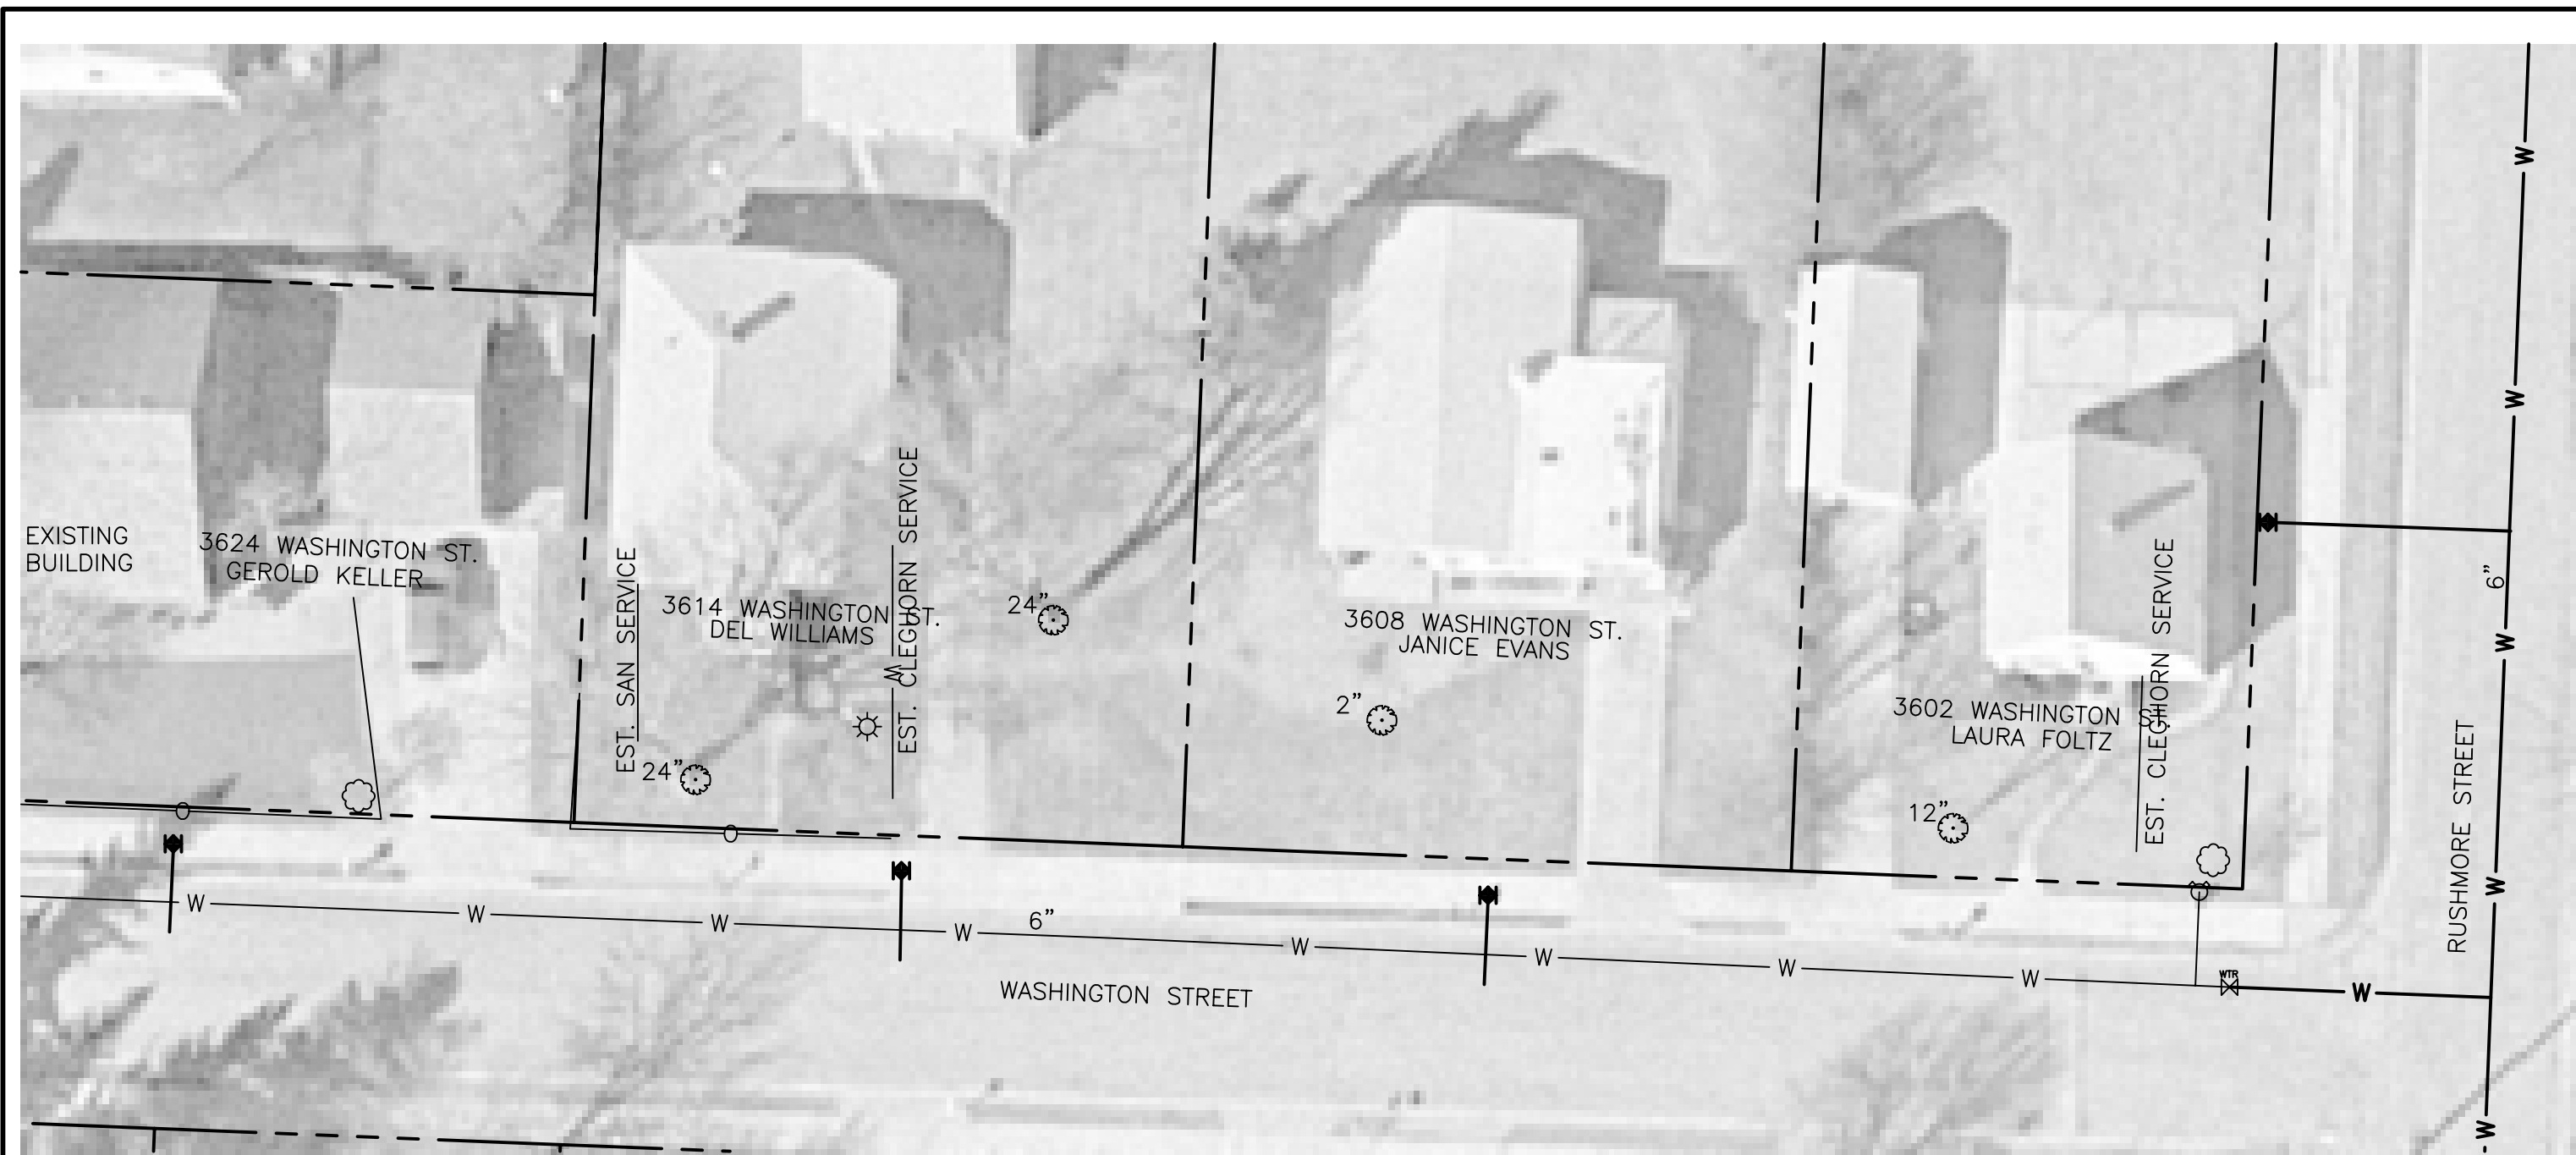 EXISTING
BUILDING
3624 WASHINGTON ST.
GEROLD KELLER
EST. SAN SERVICE
3614 WASHINGTON ST.
DEL WILLIAMS
EST. CLEGHORN SERVICE
W
24"
24"
3608 WASHINGTON ST.
JANICE EVANS
2"
3602 WASHINGTON ST.
LAURA FOLTZ
EST. CLEGHORN SERVICE
12"
W
W
W
W
6"
RUSHMORE STREET
W
W
W
W
6"
W
W
W
W
WTR
W
W
WASHINGTON STREET
W